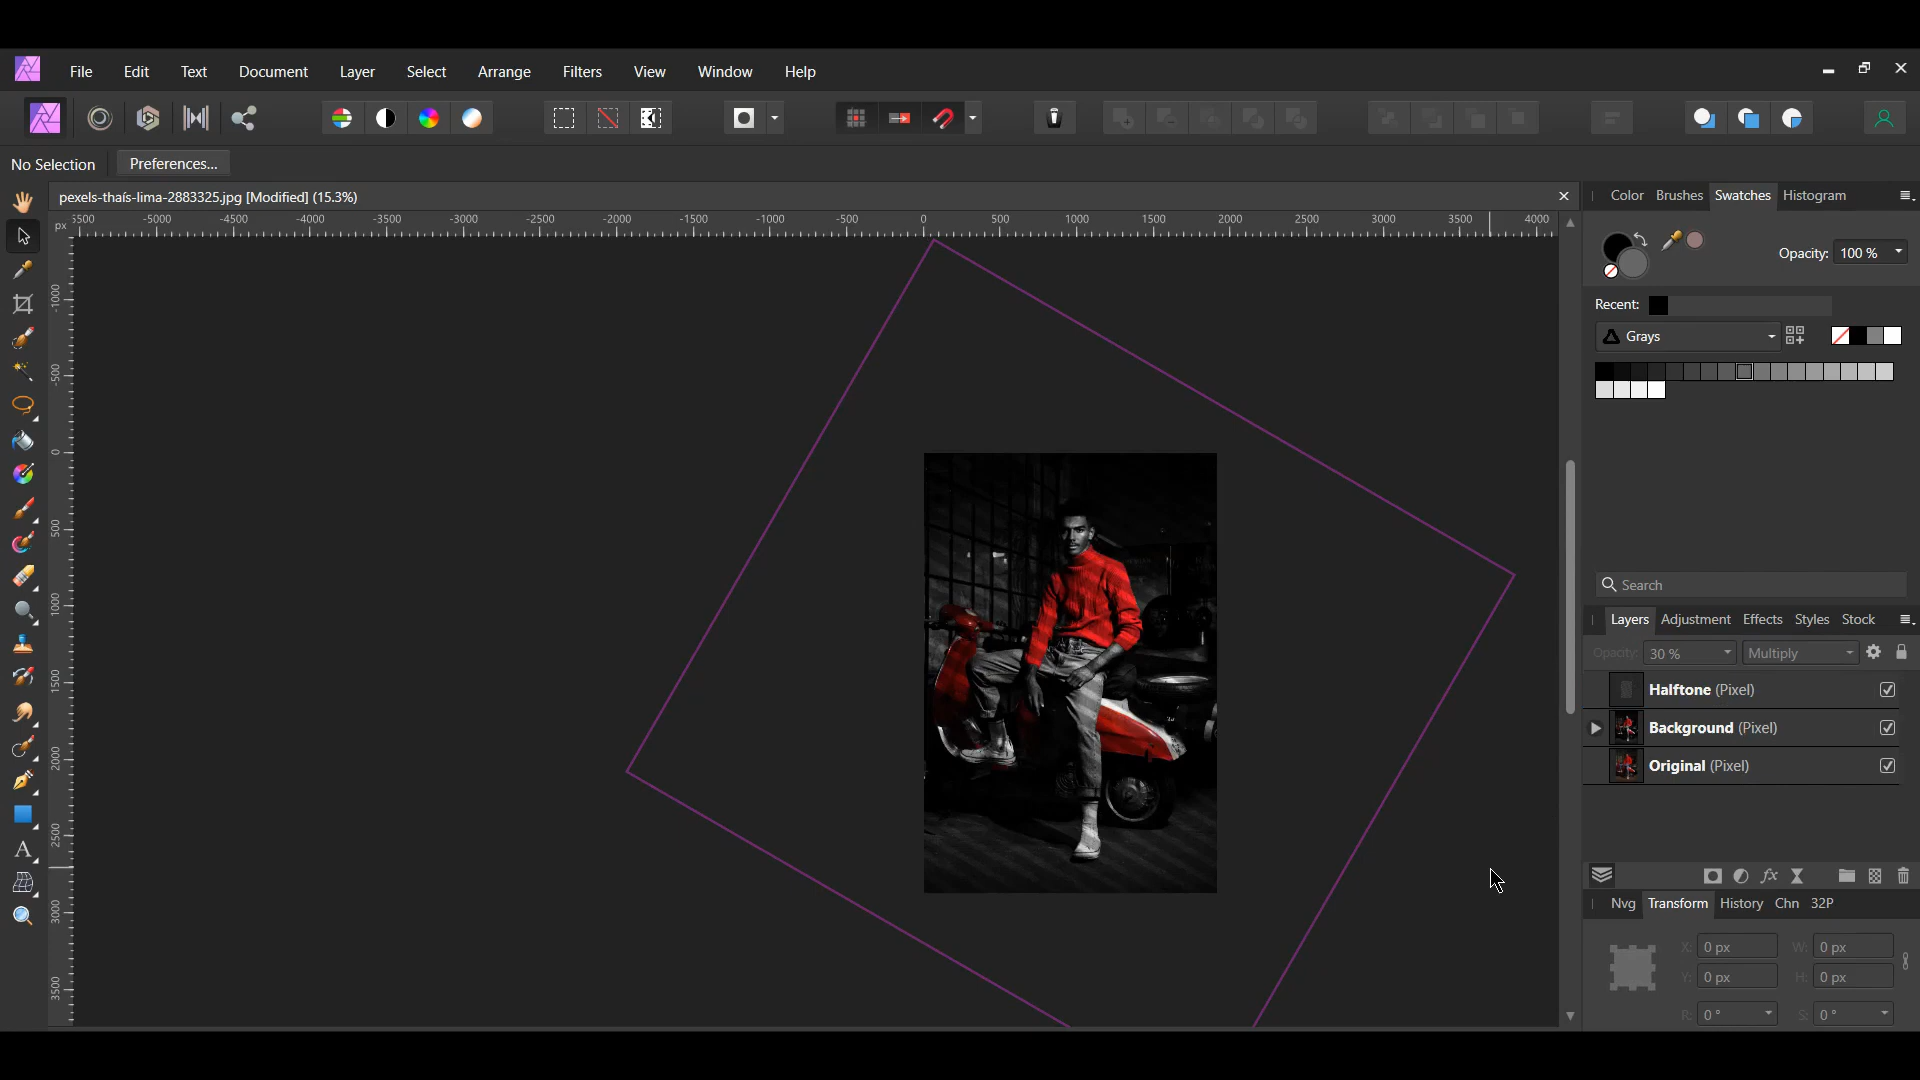 File Edit Text Document Layer Select Arrange Filters View Window Help
No Selection Preferences...
pexels-thaís-lima-2883325.jpg [Modified] (15.3%)
px 5500 -5000 -4500 -4000 -3500 -3000 -2500 -2000 -1500 -1000 -500 0 500 1000 1500 2000 2500 3000 3500 4000
-1000
-500
0
500
1000
1500
2000
2500
3000
3500
Color Brushes Swatches Histogram
Opacity: 100 %
Recent:
Grays
Search
Layers Adjustment Effects Styles Stock
Opacity: 30 % Multiply
Halftone (Pixel)
Background (Pixel)
Original (Pixel)
fx
Nvg Transform History Chn 32P
X: 0 px W: 0 px
Y: 0 px H: 0 px
R: 0 ° S: 0 °